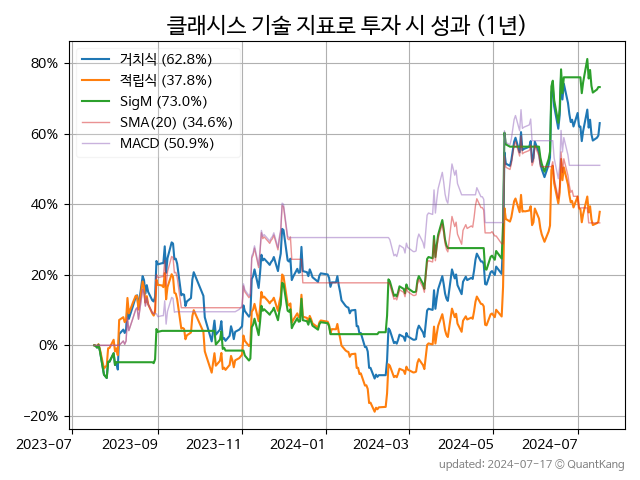 클래시스 기술 지표로 투자 시 성과 (1년)
거치식 (62.8%)
적립식 (37.8%)
SigM (73.0%)
SMA(20) (34.6%)
MACD (50.9%)
80%
60%
40%
20%
0%
−20%
2023-07 2023-09 2023-11 2024-01 2024-03 2024-05 2024-07
updated: 2024-07-17 © QuantKang